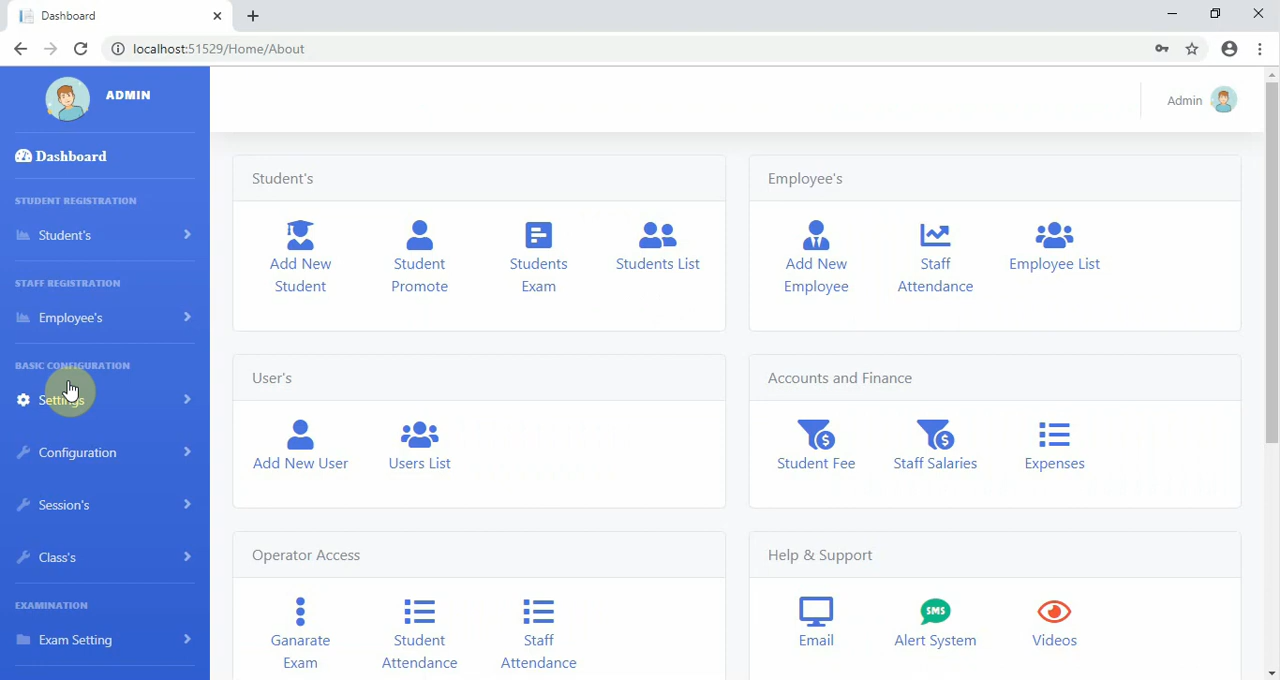 Dashboard
localhost:51529/Home/About
ADMIN
Admin
Dashboard
STUDENT REGISTRATION
Student's
STAFF REGISTRATION
Employee's
BASIC CONFIGURATION
Settings
Configuration
Session's
Class's
EXAMINATION
Exam Setting
Student's
Add New
Student
Student
Promote
Students
Exam
Students List
Employee's
Add New
Employee
Staff
Attendance
Employee List
User's
Add New User
Users List
Accounts and Finance
Student Fee
Staff Salaries
Expenses
Operator Access
Ganarate
Exam
Student
Attendance
Staff
Attendance
Help & Support
Email
SMS
Alert System
Videos